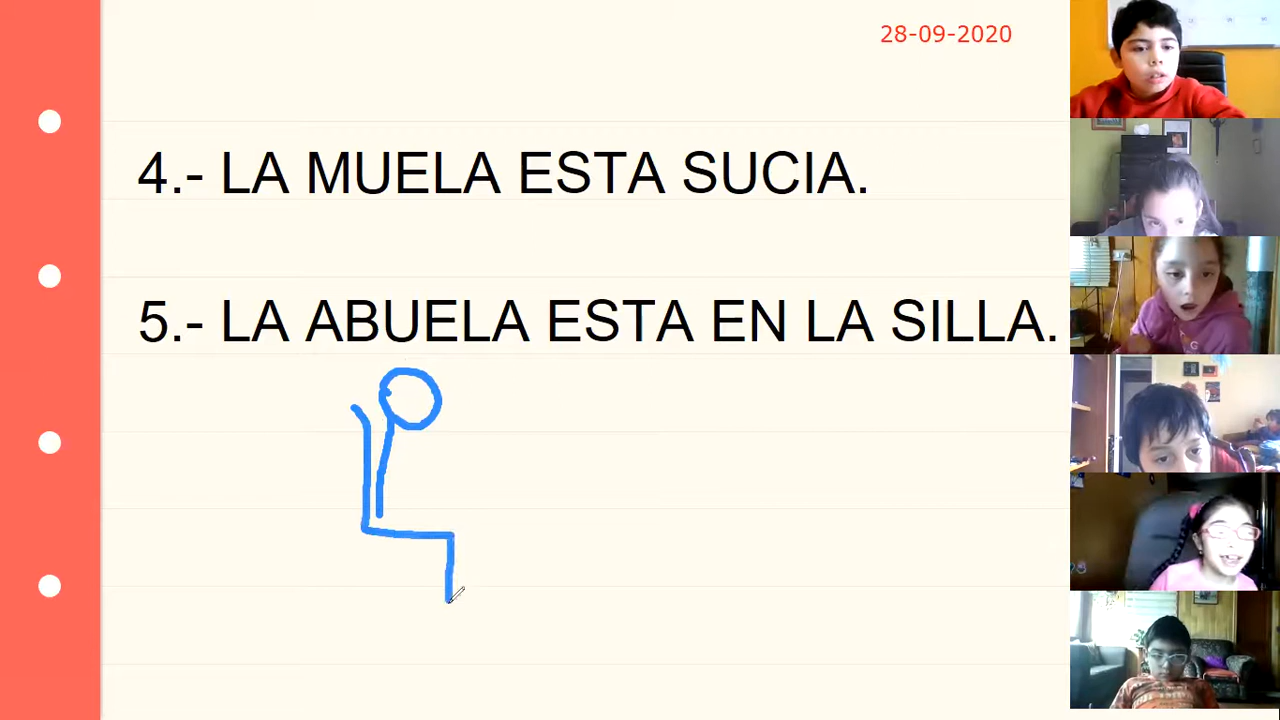 28-09-2020
4.- LA MUELA ESTA SUCIA.
5.- LA ABUELA ESTA EN LA SILLA.